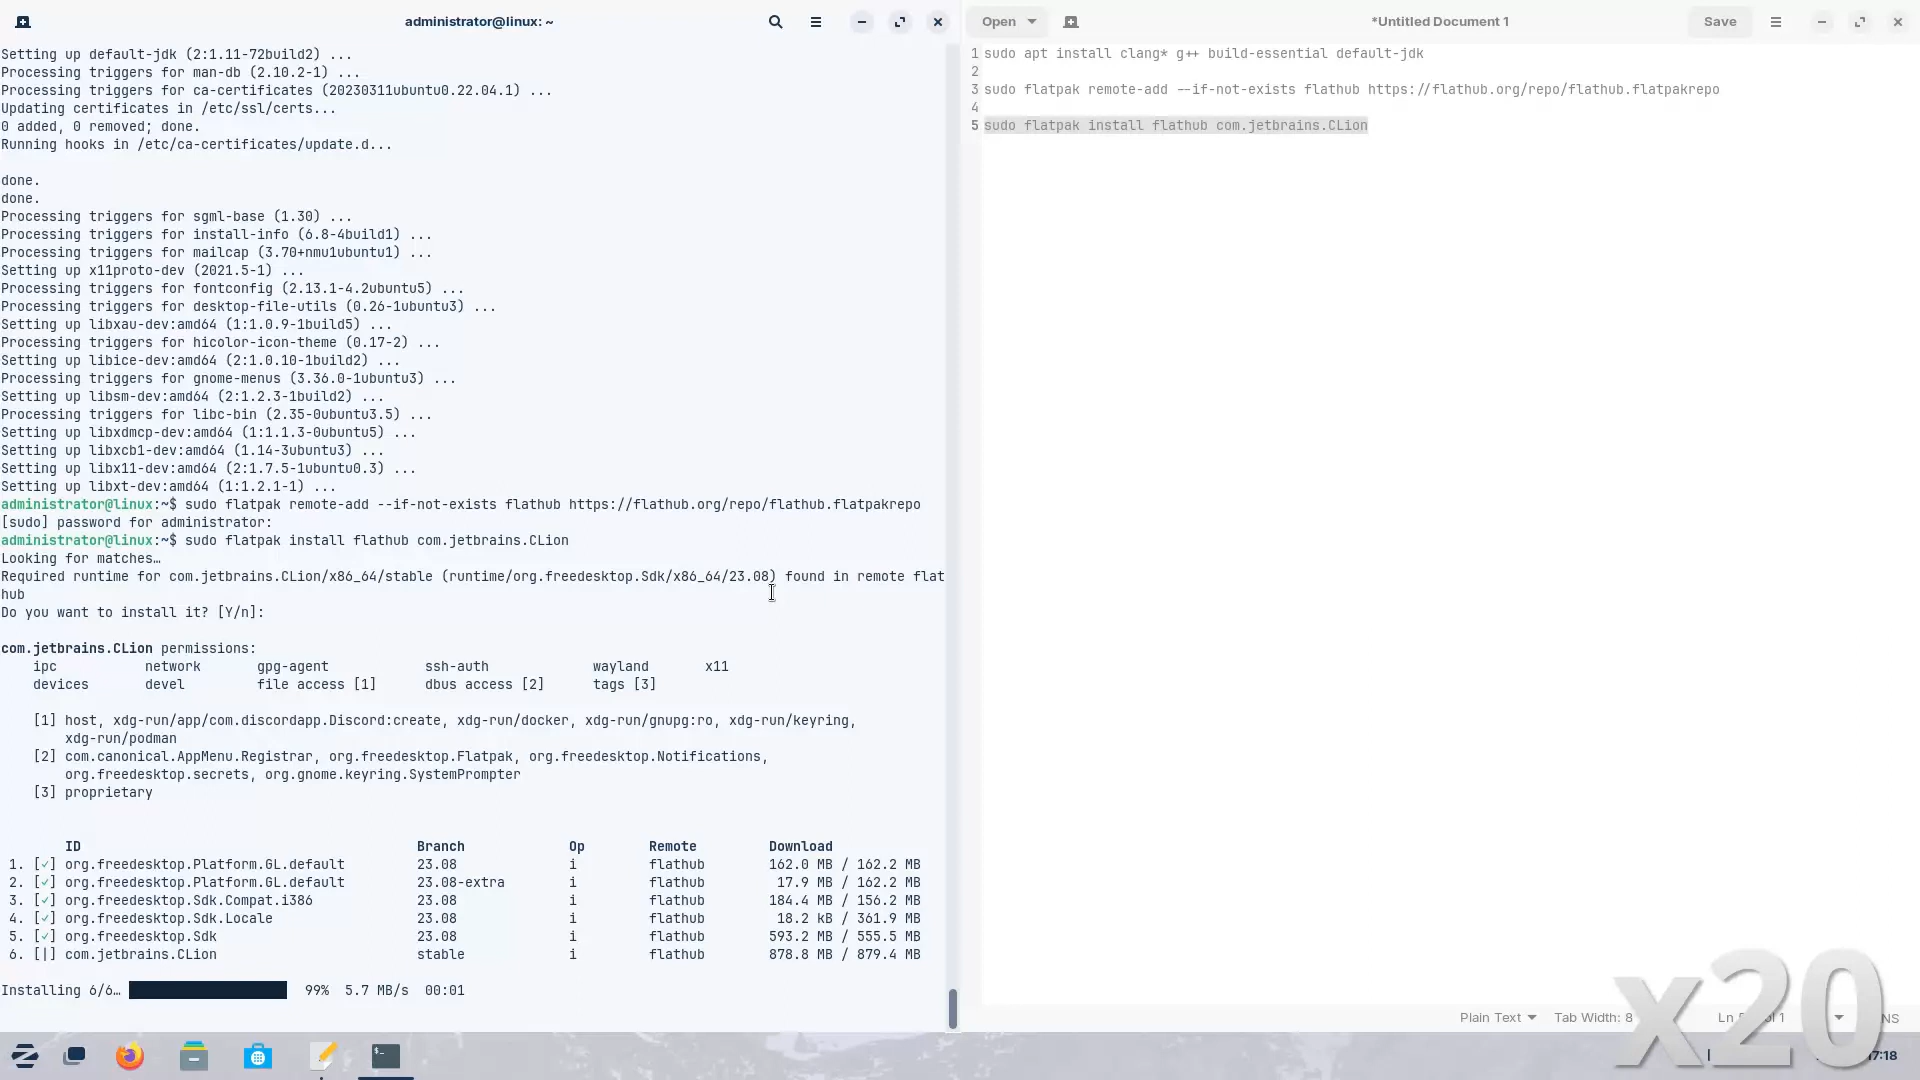 administrator@linux: ~
Setting up default-jdk (2:1.11-72build2) ...
Processing triggers for man-db (2.10.2-1) ...
Processing triggers for ca-certificates (20230311ubuntu0.22.04.1) ...
Updating certificates in /etc/ssl/certs...
0 added, 0 removed; done.
Running hooks in /etc/ca-certificates/update.d...
done.
done.
Processing triggers for sgml-base (1.30) ...
Processing triggers for install-info (6.8-4build1) ...
Processing triggers for mailcap (3.70+nmu1ubuntu1) ...
Setting up x11proto-dev (2021.5-1) ...
Processing triggers for fontconfig (2.13.1-4.2ubuntu5) ...
Processing triggers for desktop-file-utils (0.26-1ubuntu3) ...
Setting up libxau-dev:amd64 (1:1.0.9-1build5) ...
Processing triggers for hicolor-icon-theme (0.17-2) ...
Setting up libice-dev:amd64 (2:1.0.10-1build2) ...
Processing triggers for gnome-menus (3.36.0-1ubuntu3) ...
Setting up libsm-dev:amd64 (2:1.2.3-1build2) ...
Processing triggers for libc-bin (2.35-0ubuntu3.5) ...
Setting up libxdmcp-dev:amd64 (1:1.1.3-0ubuntu5) ...
Setting up libxcb1-dev:amd64 (1.14-3ubuntu3) ...
Setting up libx11-dev:amd64 (2:1.7.5-1ubuntu0.3) ...
Setting up libxt-dev:amd64 (1:1.2.1-1) ...
administrator@linux:~$ sudo flatpak remote-add --if-not-exists flathub https://flathub.org/repo/flathub.flatpakrepo
[sudo] password for administrator:
administrator@linux:~$ sudo flatpak install flathub com.jetbrains.CLion
Looking for matches…
Required runtime for com.jetbrains.CLion/x86_64/stable (runtime/org.freedesktop.Sdk/x86_64/23.08) found in remote flat
hub
Do you want to install it? [Y/n]:
com.jetbrains.CLion permissions:
ipc network gpg-agent ssh-auth wayland x11
devices devel file access [1] dbus access [2] tags [3]
[1] host, xdg-run/app/com.discordapp.Discord:create, xdg-run/docker, xdg-run/gnupg:ro, xdg-run/keyring,
xdg-run/podman
[2] com.canonical.AppMenu.Registrar, org.freedesktop.Flatpak, org.freedesktop.Notifications,
org.freedesktop.secrets, org.gnome.keyring.SystemPrompter
[3] proprietary
ID Branch Op Remote Download
1. [✓] org.freedesktop.Platform.GL.default 23.08 i flathub 162.0 MB / 162.2 MB
2. [✓] org.freedesktop.Platform.GL.default 23.08-extra i flathub 17.9 MB / 162.2 MB
3. [✓] org.freedesktop.Sdk.Compat.i386 23.08 i flathub 184.4 MB / 156.2 MB
4. [✓] org.freedesktop.Sdk.Locale 23.08 i flathub 18.2 kB / 361.9 MB
5. [✓] org.freedesktop.Sdk 23.08 i flathub 593.2 MB / 555.5 MB
6. [|] com.jetbrains.CLion stable i flathub 878.8 MB / 879.4 MB
Installing 6/6… 99% 5.7 MB/s 00:01
Open *Untitled Document 1 Save
1 sudo apt install clang* g++ build-essential default-jdk
2
3 sudo flatpak remote-add --if-not-exists flathub https://flathub.org/repo/flathub.flatpakrepo
4
5 sudo flatpak install flathub com.jetbrains.CLion
Plain Text Tab Width: 8 Ln
x20
17:18